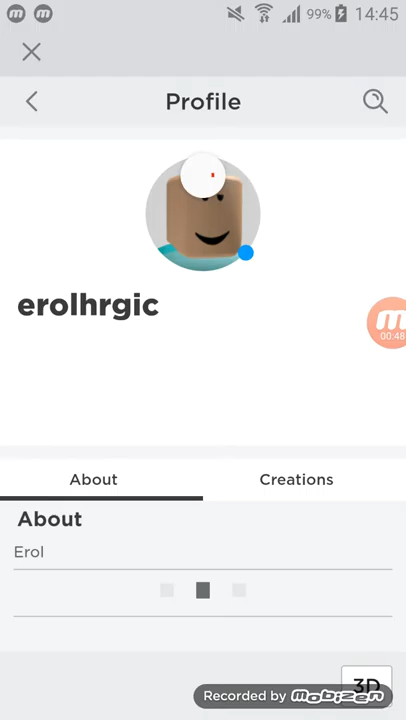 99% 14:45
Profile
erolhrgic
00:48
About Creations
About
Erol
3D
Recorded by Mobizen